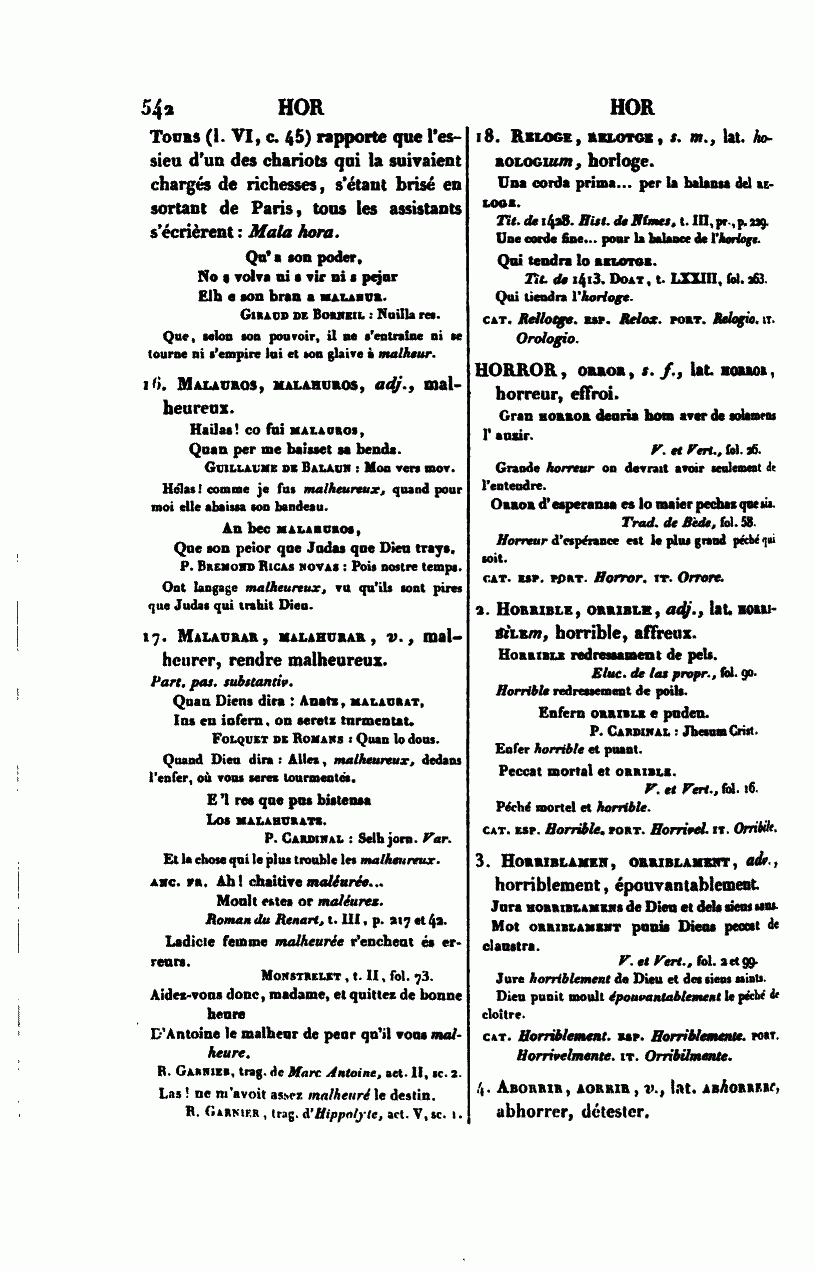 542 HOR HOR
Tours (l. VI, c. 45) rapporte que l'es-
sieu d'un des chariots qui la suivaient
chargés de richesses, s'étant brisé en
sortant de Paris, tous les assistants
s'écrièrent : Mala hora.
Qu' a son poder,
No s volva ni s vir ni s pejur
Elh e son bran a MALAHUR.
GIRAUD DE BORNEIL : Nuilla res.
Que, selon son pouvoir, il ne s'entraîne ni se
tourne ni s'empire lui et son glaive à malheur.
16. MALAUROS, MALAHUROS, adj., mal-
heureux.
Hailas! co fui MALAUROS,
Quan per me baisset sa benda.
GUILLAUME DE BALAUN : Mon vers mov.
Hélas! comme je fus malheureux, quand pour
moi elle abaissa son bandeau.
An bec MALAHUROS,
Que son peior que Judas que Dieu trays.
P. BREMOND RICAS NOVAS : Pois nostre temps.
Ont langage malheureux, vu qu'ils sont pires
que Judas qui trahit Dieu.
17. MALAURAR, MALAHURAR, v., mal-
heurer, rendre malheureux.
Part. pas. substantiv.
Quan Dieus dira : Anatz, MALAURAT,
Ins en infern, on seretz turmentat.
FOLQUET DE ROMANS : Quan lo dous.
Quand Dieu dira : Allez, malheureux, dedans
l'enfer, où vous serez tourmentés.
E 'l res que pus bistensa
Los MALAHURATZ.
P. CARDINAL : Selh jorn. Var.
Et la chose qui le plus trouble les malheureux.
ANC. FR. Ah! chaitive maléurée...
Moult estes or maléurez.
Roman du Renart, t. III, p. 217 et 42.
Ladicte femme malheurée r'encheut és er-
reurs.
MONSTRELET, t. II, fol. 73.
Aidez-vous donc, madame, et quittez de bonne
heure
D'Antoine le malheur de peur qu'il vous mal-
heure.
R. GARNIER, trag. de Marc Antoine, act. II, sc. 2.
Las! ne m'avoit assez malheuré le destin.
R. GARNIER, trag. d'Hippolyte, act. V, sc. 1.
18. RELOGE, RELOTGE, s. m., lat. ho-
ROLOGIUM, horloge.
Una corda prima... per la balansa del RE-
LOGE.
Tit. de 1428. Hist. de Nîmes, t. III, pr., p. 229.
Une corde fine... pour la balance de l'horloge.
Qui tendra lo RELOTGE.
Tit. de 1413. DOAT, t. LXXIII, fol. 263.
Qui tiendra l'horloge.
CAT. Rellotge. ESP. Relox. PORT. Relogio. IT.
Orologio.
HORROR, ORROR, s. f., lat. HORROR,
horreur, effroi.
Gran HORROR deuria hom aver de solamens
l' auzir.
V. et Vert., fol. 26.
Grande horreur on devrait avoir seulement de
l'entendre.
ORROR d'esperansa es lo maier pechaz que sia.
Trad. de Bède, fol. 58.
Horreur d'espérance est le plus grand péché qui
soit.
CAT. ESP. PORT. Horror. IT. Orrore.
2. HORRIBLE, ORRIBLE, adj., lat. HORRI-
BILEm, horrible, affreux.
HORRIBLE redressament de pels.
Eluc. de las propr., fol. 90.
Horrible redressement de poils.
Enfern ORRIBLE e puden.
P. CARDINAL : Jhesum Crist.
Enfer horrible et puant.
Peccat mortal et ORRIBLE.
V. et Vert., fol. 16.
Péché mortel et horrible.
CAT. ESP. Horrible. PORT. Horrivel. IT. Orribile.
3. HORRIBLAMEN, ORRIBLAMENT, adv.,
horriblement, épouvantablement.
Jura HORRIBLAMENS de Dieu et dels siens sans.
Mot ORRIBLAMENT punis Dieus peccat de
claustra.
V. et Vert., fol. 2 et 99.
Jure horriblement de Dieu et des siens saints.
Dieu punit moult épouvantablement le péché de
cloître.
CAT. Horriblement. ESP. Horriblemente. PORT.
Horrivelmente. IT. Orribilmente.
4. ABORRIR, AORRIR, v., lat. ABhORRERE,
abhorrer, détester.